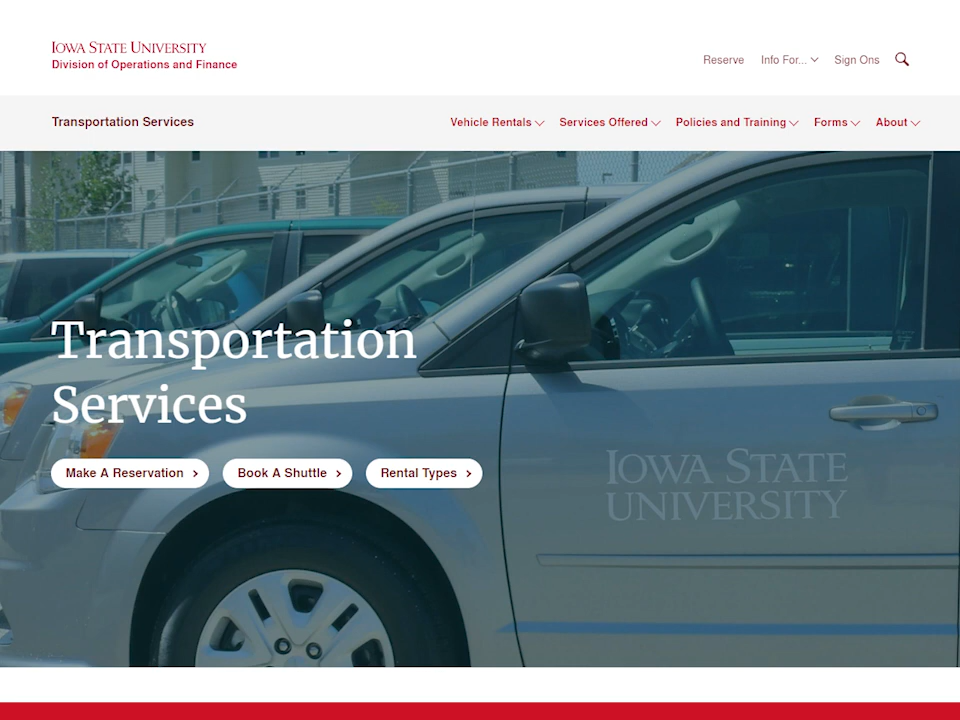 IOWA STATE UNIVERSITY
Division of Operations and Finance
Reserve Info For... Sign Ons
Transportation Services
Vehicle Rentals Services Offered Policies and Training Forms About
Transportation
Services
Make A Reservation Book A Shuttle Rental Types
IOWA STATE
UNIVERSITY